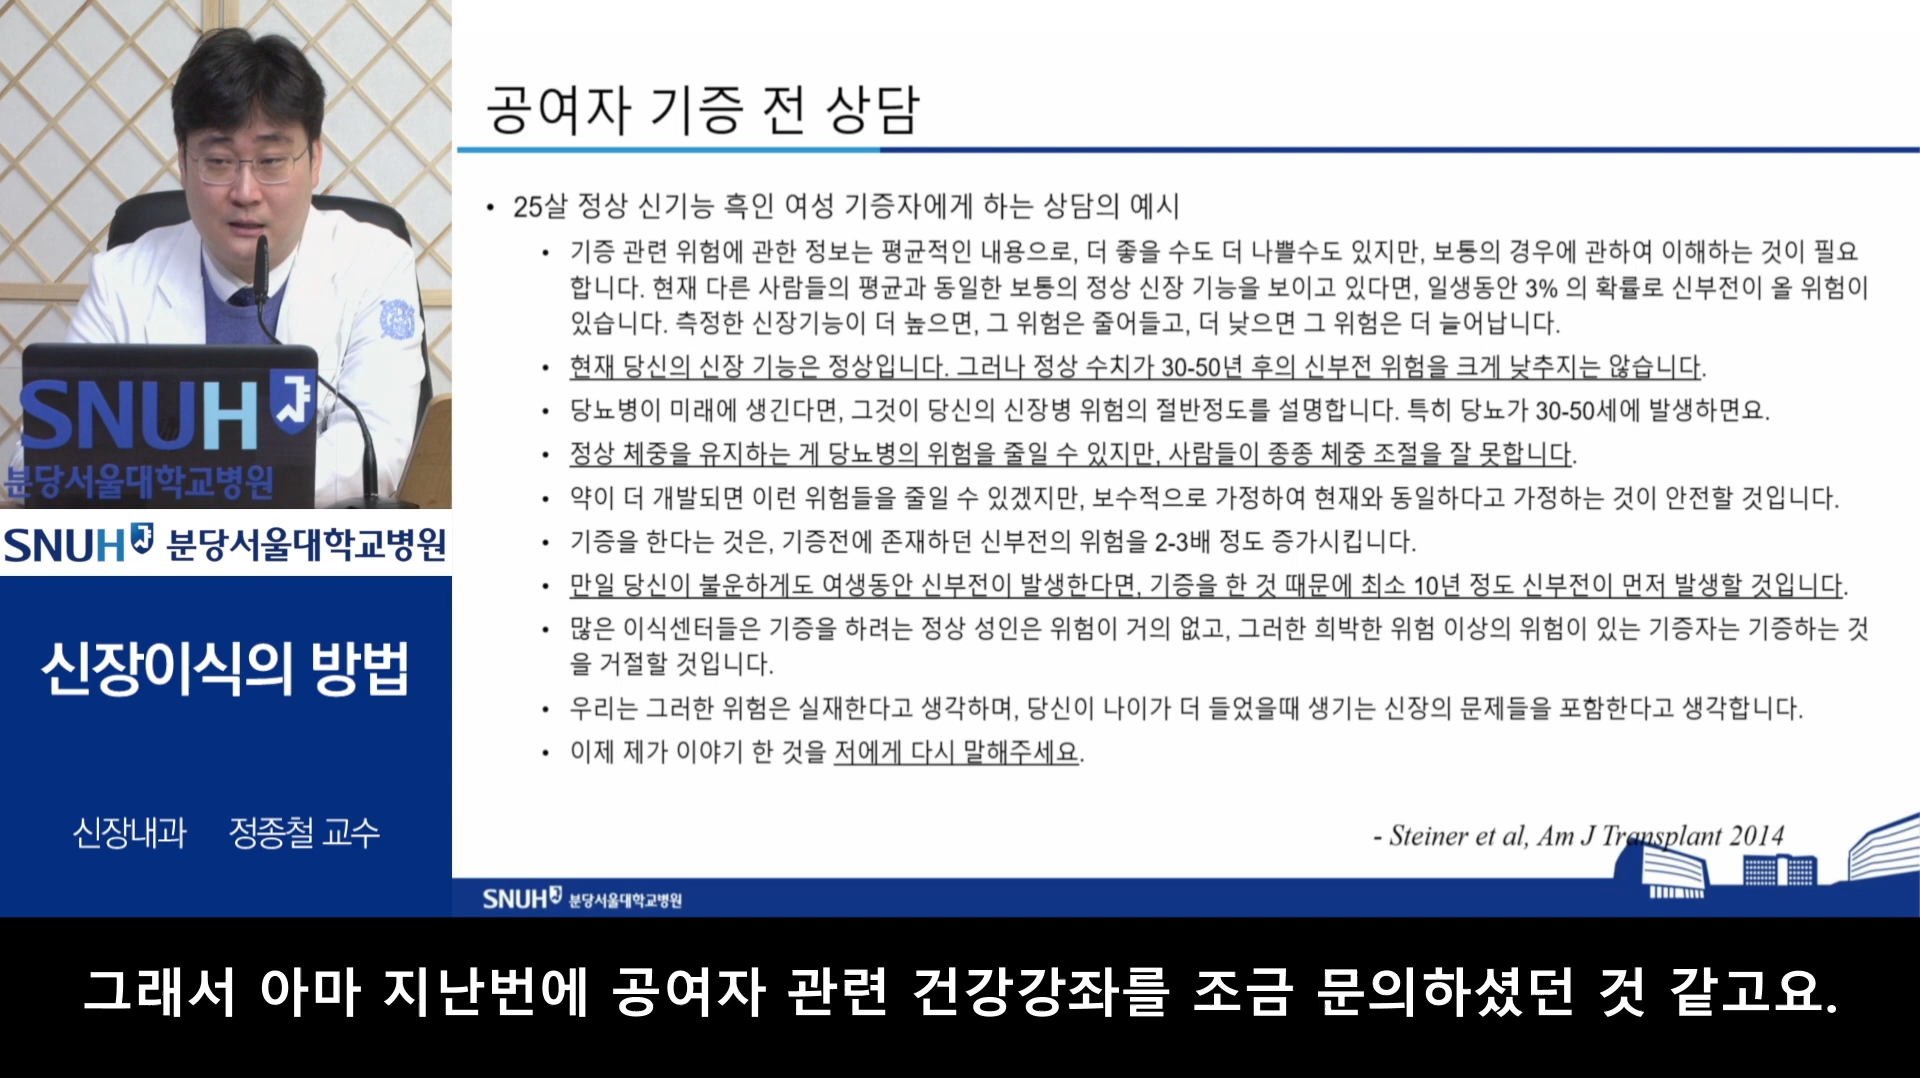 SNUH
분당서울대학교병원
SNUH 분당서울대학교병원
신장이식의 방법
신장내과 정종철 교수
공여자 기증 전 상담
• 25살 정상 신기능 흑인 여성 기증자에게 하는 상담의 예시
• 기증 관련 위험에 관한 정보는 평균적인 내용으로, 더 좋을 수도 더 나쁠수도 있지만, 보통의 경우에 관하여 이해하는 것이 필요
합니다. 현재 다른 사람들의 평균과 동일한 보통의 정상 신장 기능을 보이고 있다면, 일생동안 3% 의 확률로 신부전이 올 위험이
있습니다. 측정한 신장기능이 더 높으면, 그 위험은 줄어들고, 더 낮으면 그 위험은 더 늘어납니다.
• 현재 당신의 신장 기능은 정상입니다. 그러나 정상 수치가 30-50년 후의 신부전 위험을 크게 낮추지는 않습니다.
• 당뇨병이 미래에 생긴다면, 그것이 당신의 신장병 위험의 절반정도를 설명합니다. 특히 당뇨가 30-50세에 발생하면요.
• 정상 체중을 유지하는 게 당뇨병의 위험을 줄일 수 있지만, 사람들이 종종 체중 조절을 잘 못합니다.
• 약이 더 개발되면 이런 위험들을 줄일 수 있겠지만, 보수적으로 가정하여 현재와 동일하다고 가정하는 것이 안전할 것입니다.
• 기증을 한다는 것은, 기증전에 존재하던 신부전의 위험을 2-3배 정도 증가시킵니다.
• 만일 당신이 불운하게도 여생동안 신부전이 발생한다면, 기증을 한 것 때문에 최소 10년 정도 신부전이 먼저 발생할 것입니다.
• 많은 이식센터들은 기증을 하려는 정상 성인은 위험이 거의 없고, 그러한 희박한 위험 이상의 위험이 있는 기증자는 기증하는 것
을 거절할 것입니다.
• 우리는 그러한 위험은 실재한다고 생각하며, 당신이 나이가 더 들었을때 생기는 신장의 문제들을 포함한다고 생각합니다.
• 이제 제가 이야기 한 것을 저에게 다시 말해주세요.
- Steiner et al, Am J Transplant 2014
SNUH 분당서울대학교병원
그래서 아마 지난번에 공여자 관련 건강강좌를 조금 문의하셨던 것 같고요.